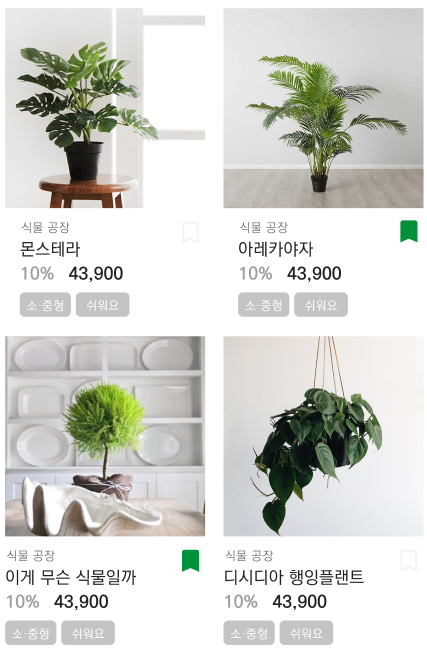 식물 공장
몬스테라
10% 43,900
소·중형 쉬워요
식물 공장
아레카야자
10% 43,900
소·중형 쉬워요
식물 공장
이게 무슨 식물일까
10% 43,900
소·중형 쉬워요
식물 공장
디시디아 행잉플랜트
10% 43,900
소·중형 쉬워요